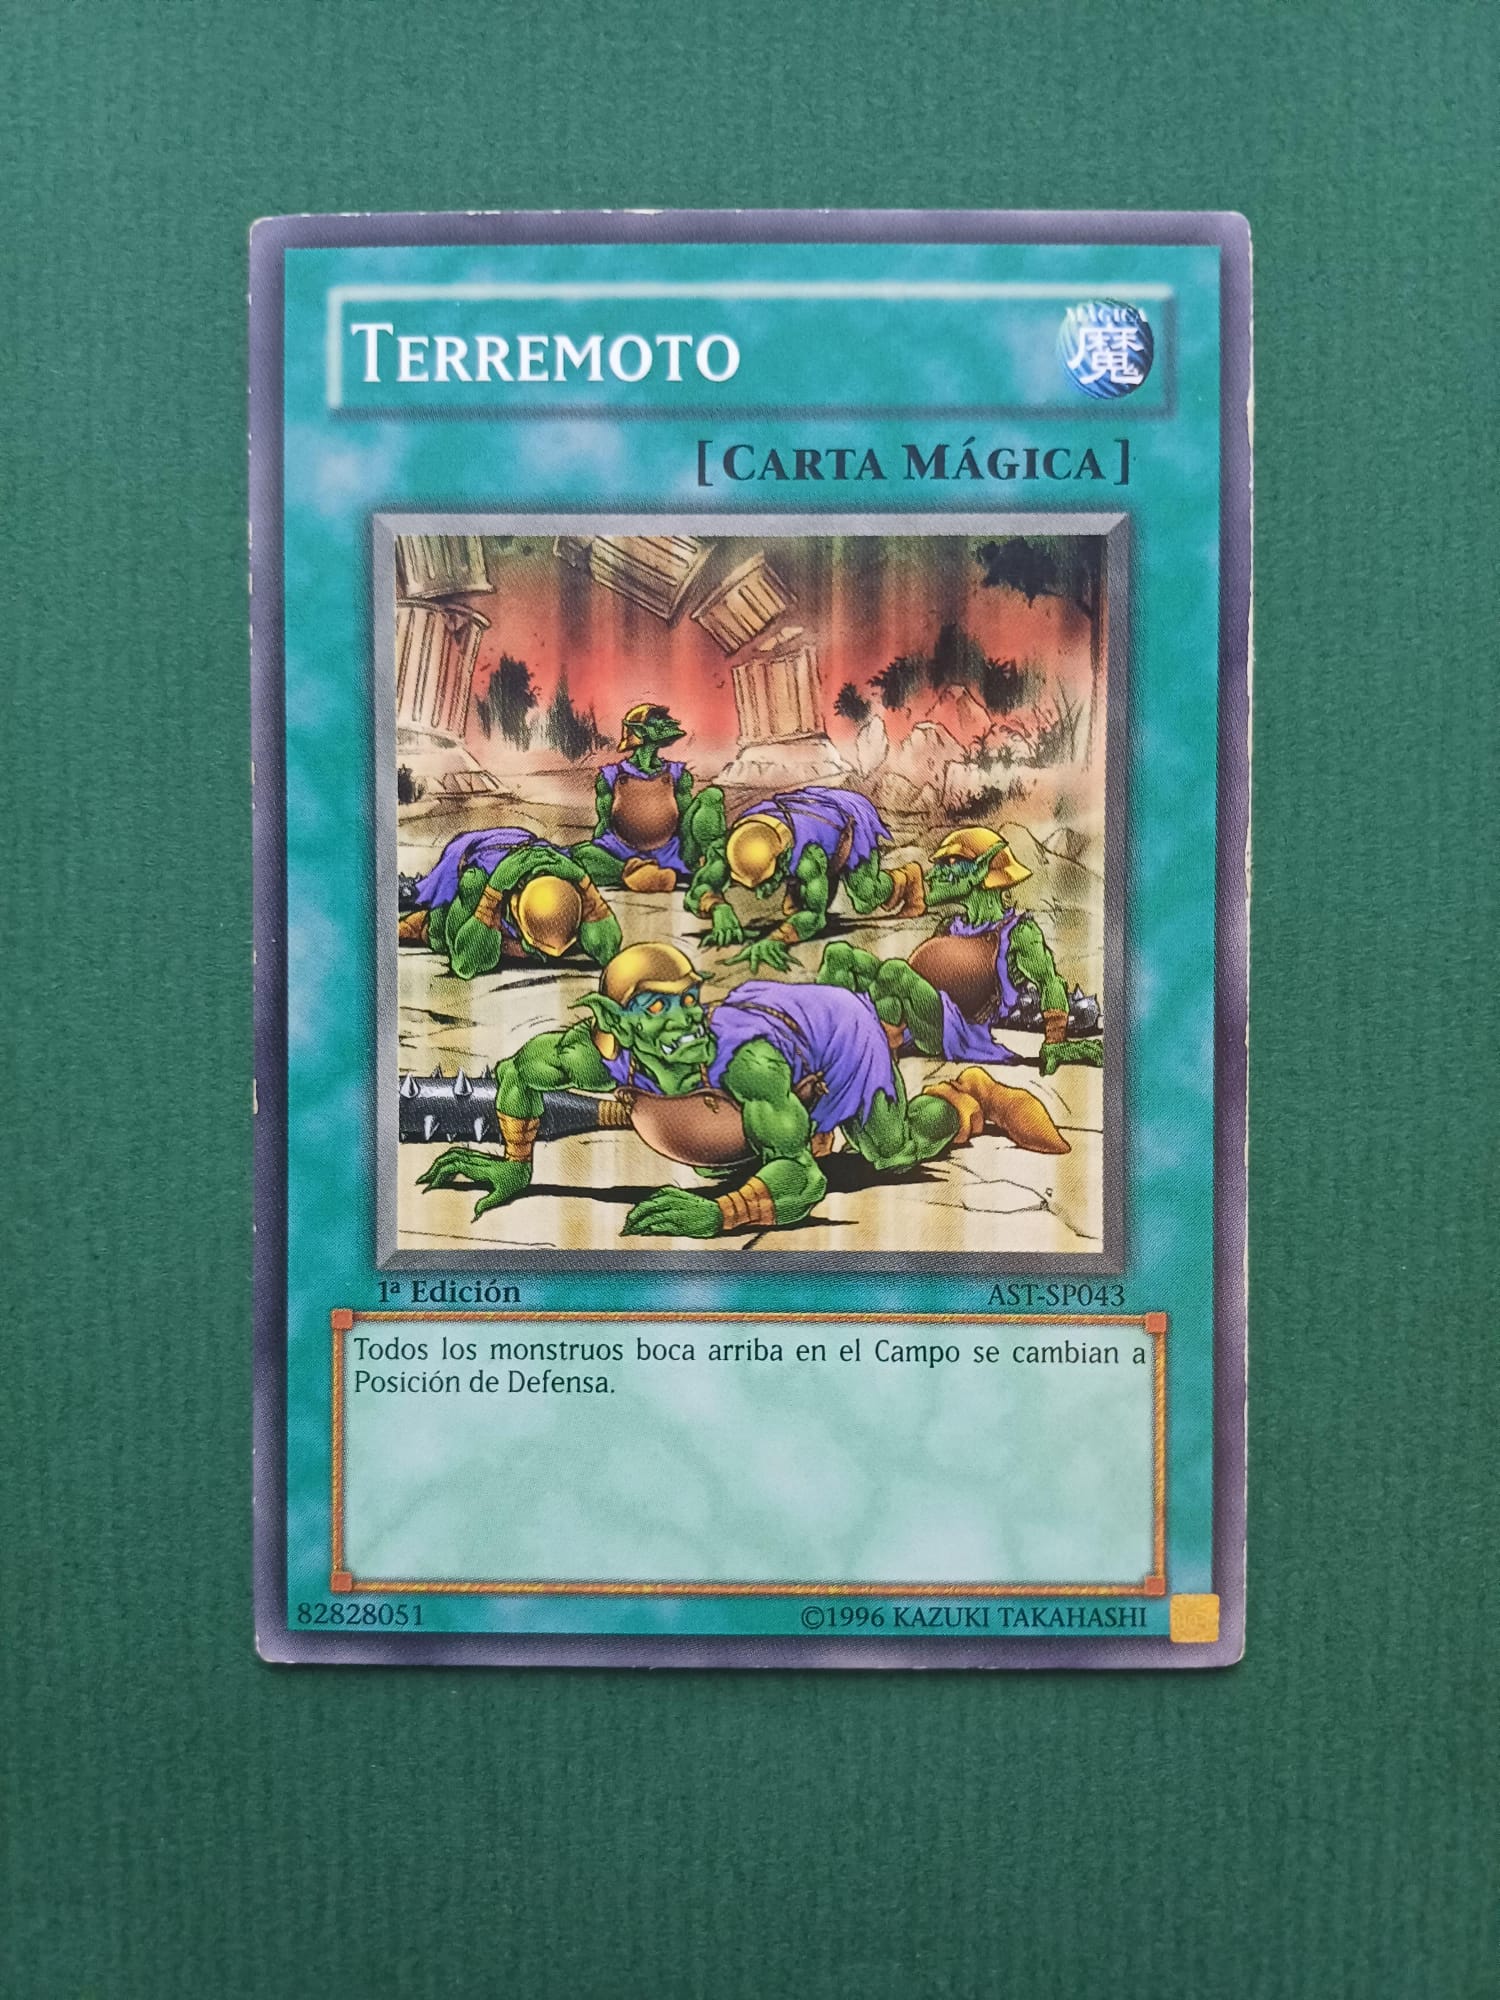 TERREMOTO
MÁGICA
魔
[CARTA MÁGICA]
1ª Edición
AST-SP043
Todos los monstruos boca arriba en el Campo se cambian a
Posición de Defensa.
82828051
©1996 KAZUKI TAKAHASHI